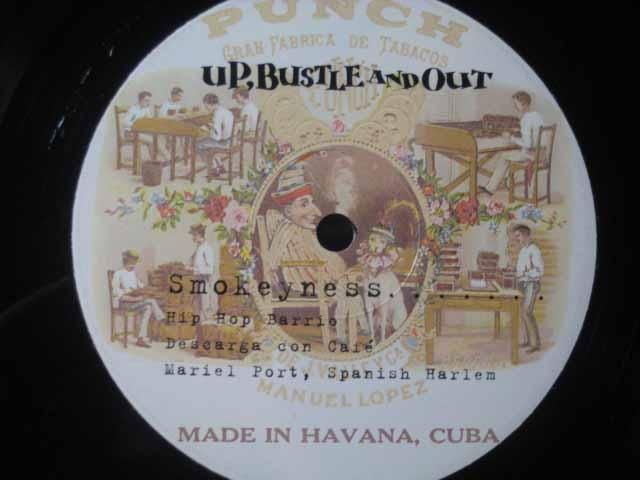 PUNCH
GRAN FABRICA DE TABACOS
UP, BUSTLE AND OUT
Smokeyness. . . . . . . .
Hip Hop Barrio
Descarga con Café
Mariel Port, Spanish Harlem
MANUEL LOPEZ
MADE IN HAVANA, CUBA